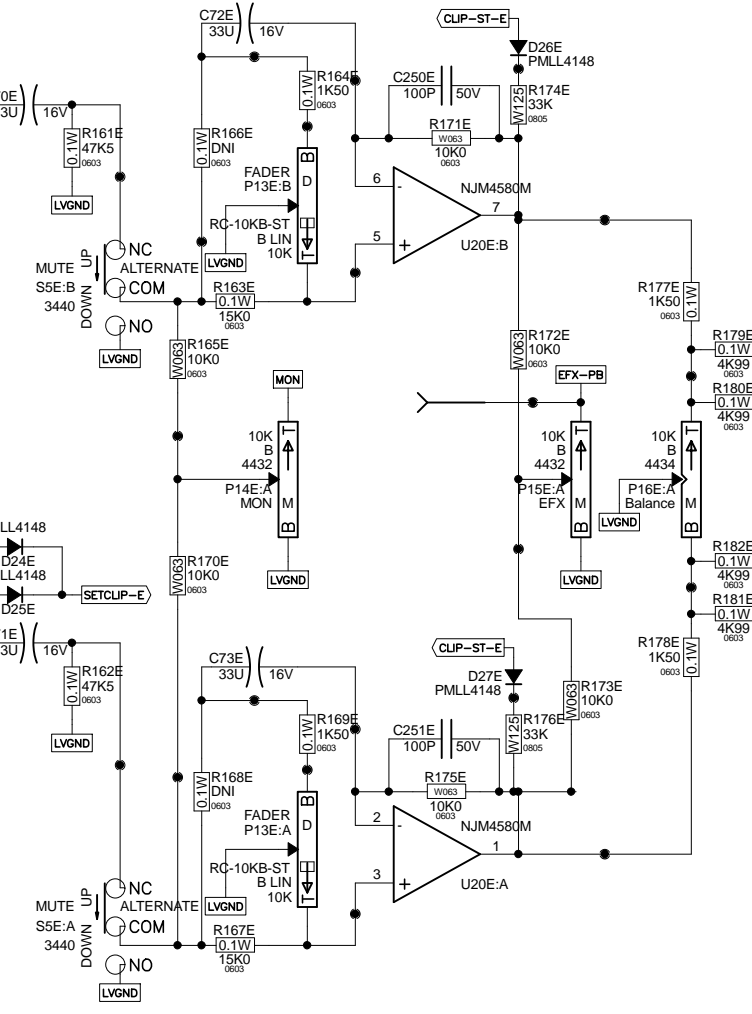 C72E
33U 16V
CLIP-ST-E
D26E
PMLL4148
R164E
1K50
0603
0.1W
C250E
100P 50V
R174E
33K
0805
W125
0E
3U 16V
R161E
47K5
0603
0.1W
R166E
DNI
0603
0.1W
R171E
W063
10K0
0603
FADER
P13E:B
B
D
T
6
-
NJM4580M
7
LVGND
RC-10KB-ST
B LIN
10K
5
+
U20E:B
LVGND
NC
UP
MUTE ALTERNATE
S5E:B COM
3440
DOWN
NO
LVGND
R163E
0.1W
15K0
0603
R177E
1K50
0603
0.1W
R165E
10K0
0603
W063
R172E
10K0
0603
W063
R179E
0.1W
4K99
0603
MON
EFX-PB
R180E
0.1W
4K99
0603
10K
B
4432
P14E:A
MON
T
M
B
10K
B
4432
P15E:A
EFX
T
M
B
10K
B
4434
P16E:A
Balance
T
M
B
LVGND
LL4148
D24E
LL4148
D25E
SETCLIP-E
R170E
10K0
0603
W063
LVGND
LVGND
R182E
0.1W
4K99
0603
R181E
0.1W
4K99
0603
1E
3U 16V
C73E
33U 16V
CLIP-ST-E
D27E
PMLL4148
R178E
1K50
0603
0.1W
R162E
47K5
0603
0.1W
R173E
10K0
0603
W063
R169E
1K50
0603
0.1W
C251E
100P 50V
R176E
33K
0805
W125
LVGND
R168E
DNI
0603
0.1W
R175E
W063
10K0
0603
FADER
P13E:A
B
D
T
2
-
NJM4580M
1
RC-10KB-ST
B LIN
10K
3
+
U20E:A
LVGND
NC
UP
MUTE ALTERNATE
S5E:A COM
3440
DOWN
NO
LVGND
R167E
0.1W
15K0
0603